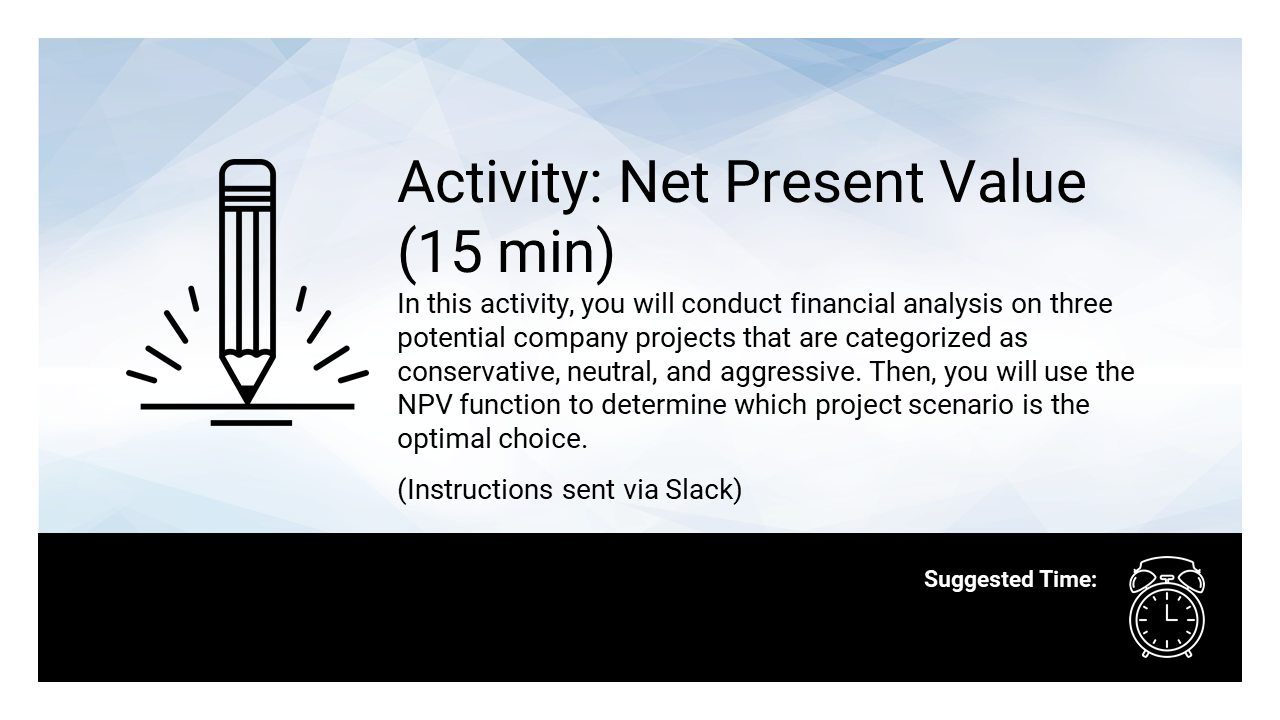 Activity: Net Present Value
(15 min)
In this activity, you will conduct financial analysis on three
potential company projects that are categorized as
conservative, neutral, and aggressive. Then, you will use the
NPV function to determine which project scenario is the
optimal choice.
(Instructions sent via Slack)
Suggested Time: